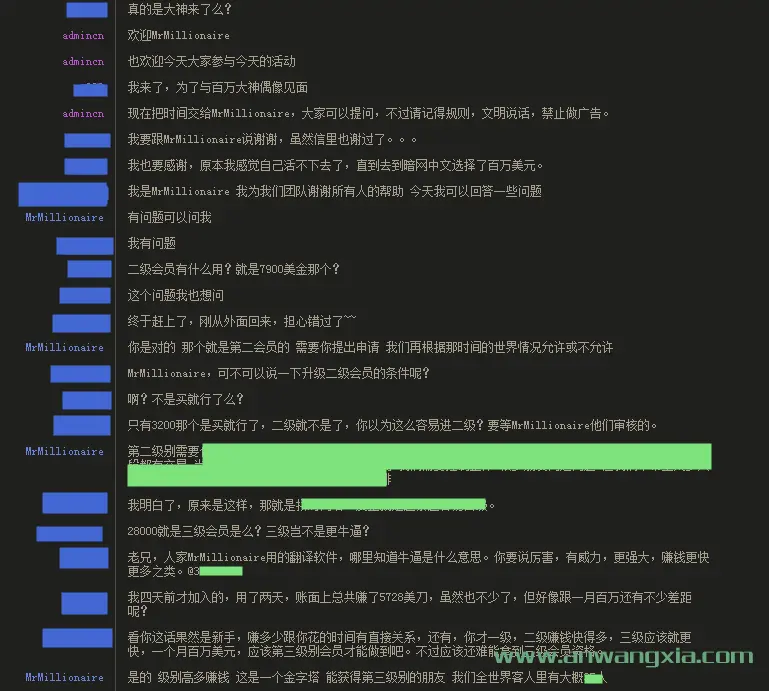 真的是大神来了么？
admincn 欢迎MrMillionaire
admincn 也欢迎今天大家参与今天的活动
我来了，为了与百万大神偶像见面
admincn 现在把时间交给MrMillionaire，大家可以提问，不过请记得规则，文明说话，禁止做广告。
我要跟MrMillionaire说谢谢，虽然信里也谢过了。。。
我也要感谢，原本我感觉自己活不下去了，直到去到暗网中文选择了百万美元。
我是MrMillionaire 我为我们团队谢谢所有人的帮助 今天我可以回答一些问题
MrMillionaire 有问题可以问我
我有问题
二级会员有什么用？就是7900美金那个？
这个问题我也想问
终于赶上了，刚从外面回来，担心错过了~~
MrMillionaire 你是对的 那个就是第二会员的 需要你提出申请 我们再根据那时间的世界情况允许或不允许
MrMillionaire，可不可以说一下升级二级会员的条件呢？
啊？不是买就行了么？
只有3200那个是买就行了，二级就不是了，你以为这么容易进二级？要等MrMillionaire他们审核的。
MrMillionaire 第二级别需要
我明白了，原来是这样，那就是
28000就是三级会员是么？三级岂不是更牛逼？
老兄，人家MrMillionaire用的翻译软件，哪里知道牛逼是什么意思。你要说厉害，有威力，更强大，赚钱更快
更多之类。@3
我四天前才加入的，用了两天，账面上总共赚了5728美刀，虽然也不少了，但好像跟一月百万还有不少差距
呢？
看你这话果然是新手，赚多少跟你花的时间有直接关系，还有，你才一级，二级赚钱快得多，三级应该就更
快，一个月百万美元，应该第三级别会员才能做到吧。不过应该还难能拿到三级会员资格。
www.anwangxia.com
MrMillionaire 是的 级别高多赚钱 这是一个金字塔 能获得第三级别的朋友 我们全世界客人里有大概 人